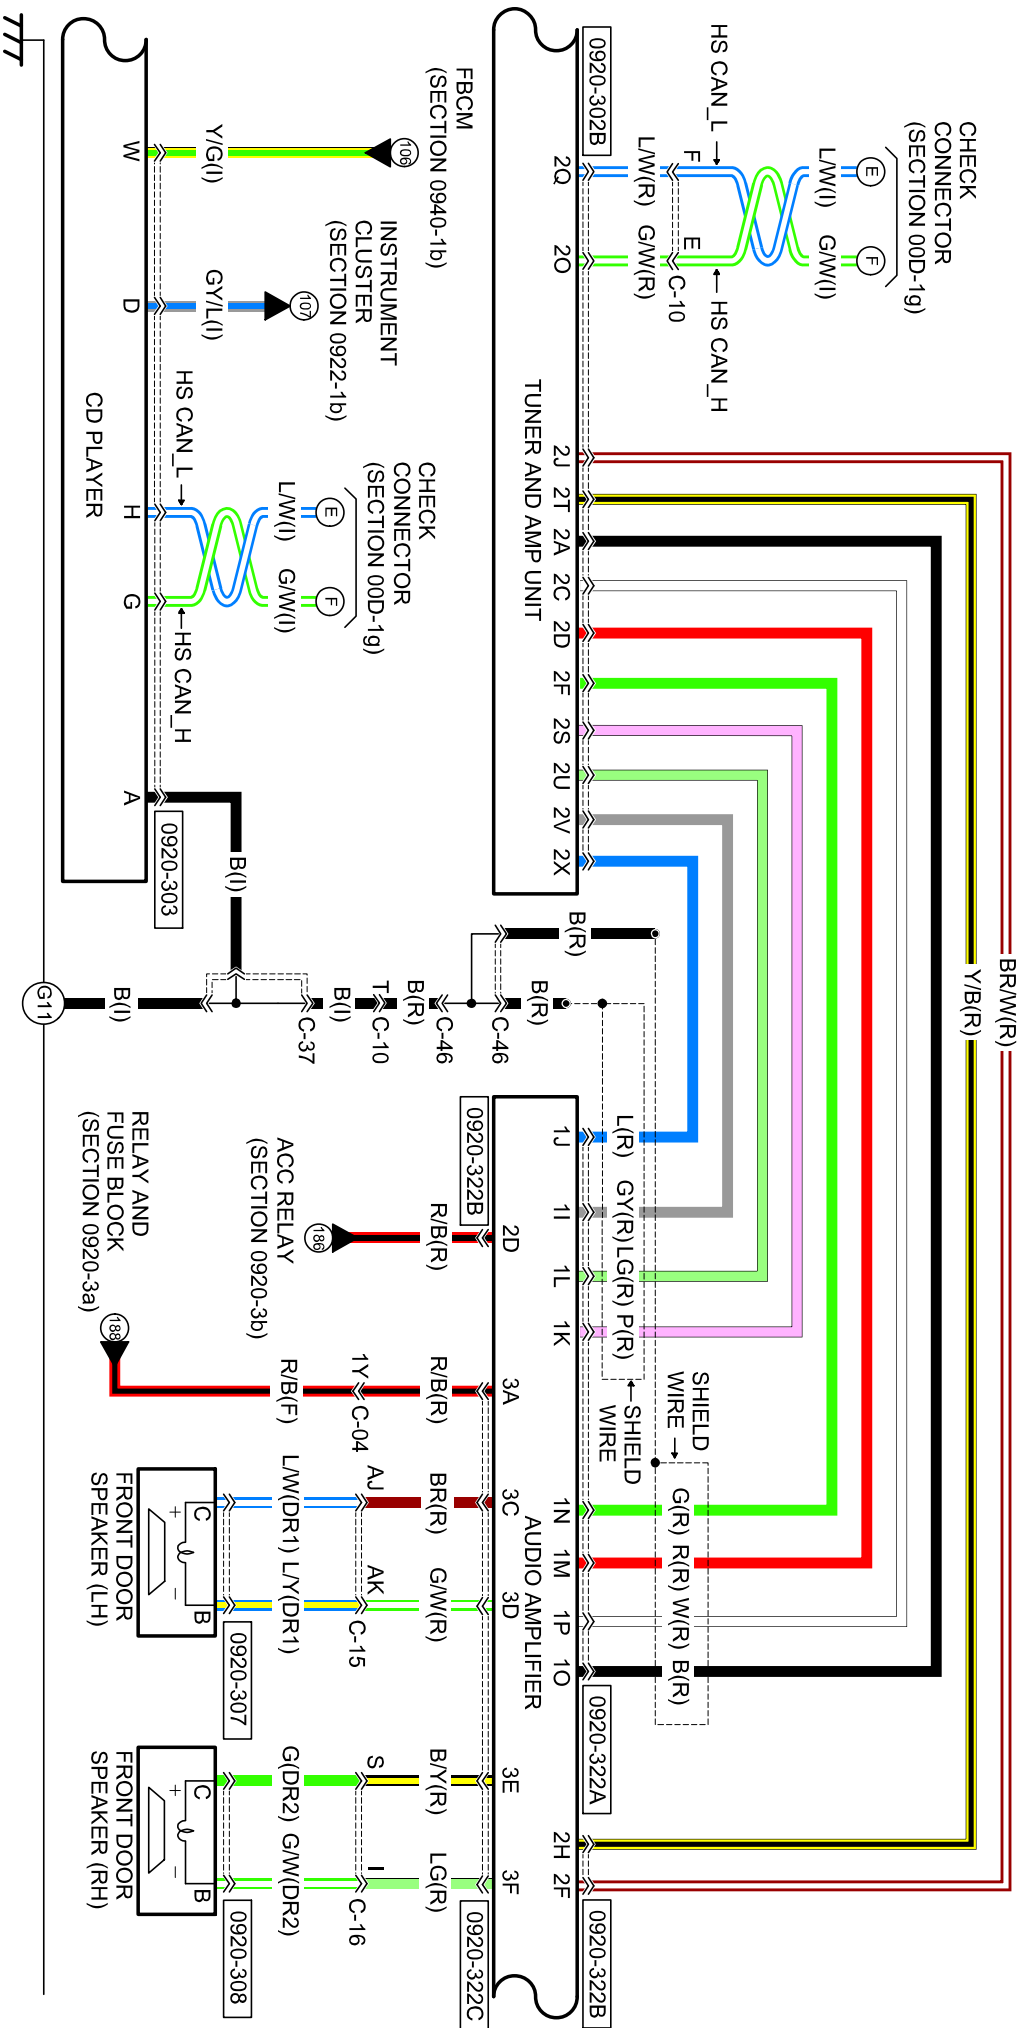 CHECK
CONNECTOR
(SECTION 00D-1g)
E
F
L/W(I)
G/W(I)
HS CAN_L
HS CAN_H
F
E
C-10
L/W(R)
G/W(R)
0920-302B
2Q
2O
2J
2T
2A
2C
2D
2F
2S
2U
2V
2X
TUNER AND AMP UNIT
BR/W(R)
Y/B(R)
FBCM
(SECTION 0940-1b)
106
Y/G(I)
W
INSTRUMENT
CLUSTER
(SECTION 0922-1b)
107
GY/L(I)
D
CHECK
CONNECTOR
(SECTION 00D-1g)
E
F
L/W(I)
G/W(I)
HS CAN_L
HS CAN_H
H
G
A
CD PLAYER
0920-303
B(I)
B(R)
B(R)
C-46
C-46
B(R)
T
C-10
B(I)
C-37
B(I)
G11
L(R)
GY(R)
LG(R)
P(R)
SHIELD
WIRE
SHIELD
WIRE
G(R)
R(R)
W(R)
B(R)
1J
1I
1L
1K
1N
1M
1P
1O
0920-322A
2H
2F
0920-322B
AUDIO AMPLIFIER
0920-322B
2D
3A
3C
3D
3E
3F
0920-322C
R/B(R)
186
ACC RELAY
(SECTION 0920-3b)
R/B(R)
1Y
C-04
R/B(F)
188
RELAY AND
FUSE BLOCK
(SECTION 0920-3a)
BR(R)
G/W(R)
AJ
AK
C-15
L/W(DR1)
L/Y(DR1)
0920-307
C
B
+
−
FRONT DOOR
SPEAKER (LH)
B/Y(R)
LG(R)
S
I
C-16
G(DR2)
G/W(DR2)
0920-308
C
B
+
−
FRONT DOOR
SPEAKER (RH)